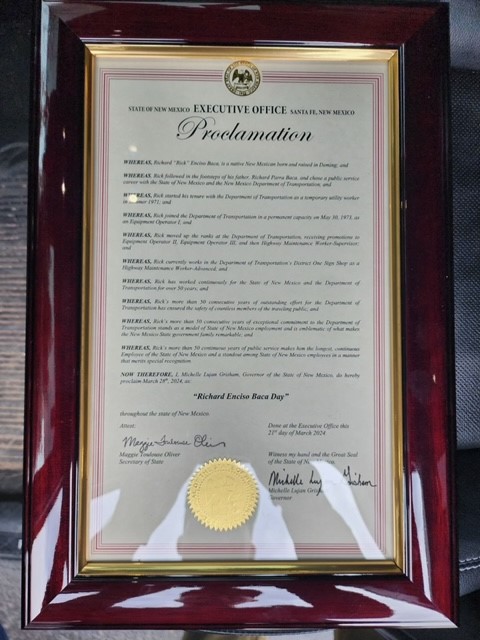 STATE OF NEW MEXICO EXECUTIVE OFFICE SANTA FE, NEW MEXICO
Proclamation
WHEREAS, Richard "Rick" Enciso Baca, is a native New Mexican born and raised in Deming; and
WHEREAS, Rick followed in the footsteps of his father, Richard Parra Baca, and chose a public service
career with the State of New Mexico and the New Mexico Department of Transportation, and
WHEREAS, Rick started his tenure with the Department of Transportation as a temporary utility worker
in 1971; and
WHEREAS, Rick joined the Department of Transportation in a permanent capacity on May 30, 1973, as
an Equipment Operator I; and
WHEREAS, Rick moved up the ranks at the Department of Transportation, receiving promotions to
Equipment Operator II, Equipment Operator III, and then Highway Maintenance Worker-Supervisor;
and
WHEREAS, Rick currently works in the Department of Transportation's District One Sign Shop as a
Highway Maintenance Worker-Advanced; and
WHEREAS, Rick has worked continuously for the State of New Mexico and the Department of
Transportation for over 50 years; and
WHEREAS, Rick's more than 50 consecutive years of outstanding effort for the Department of
Transportation has ensured the safety of countless members of the traveling public; and
WHEREAS, Rick's more than 50 consecutive years of exceptional commitment to the Department of
Transportation stands as a model of State of New Mexico employment and is emblematic of what makes
the New Mexico State government family remarkable; and
WHEREAS, Rick's more than 50 continuous years of public service make him the longest, continuous
Employee of the State of New Mexico and a standout among State of New Mexico employees in a manner
that merits special recognition.
NOW THEREFORE, I, Michelle Lujan Grisham, Governor of the State of New Mexico, do hereby
proclaim March 28th, 2024, as:
"Richard Enciso Baca Day"
throughout the state of New Mexico
Attest:
Done at the Executive Office this
21st day of March 2024
Maggie Toulouse Oliver
Maggie Toulouse Oliver
Secretary of State
Witness my hand and the Great Seal
of the State of
Michelle Lujan Grisham
Michelle Lujan
Governor